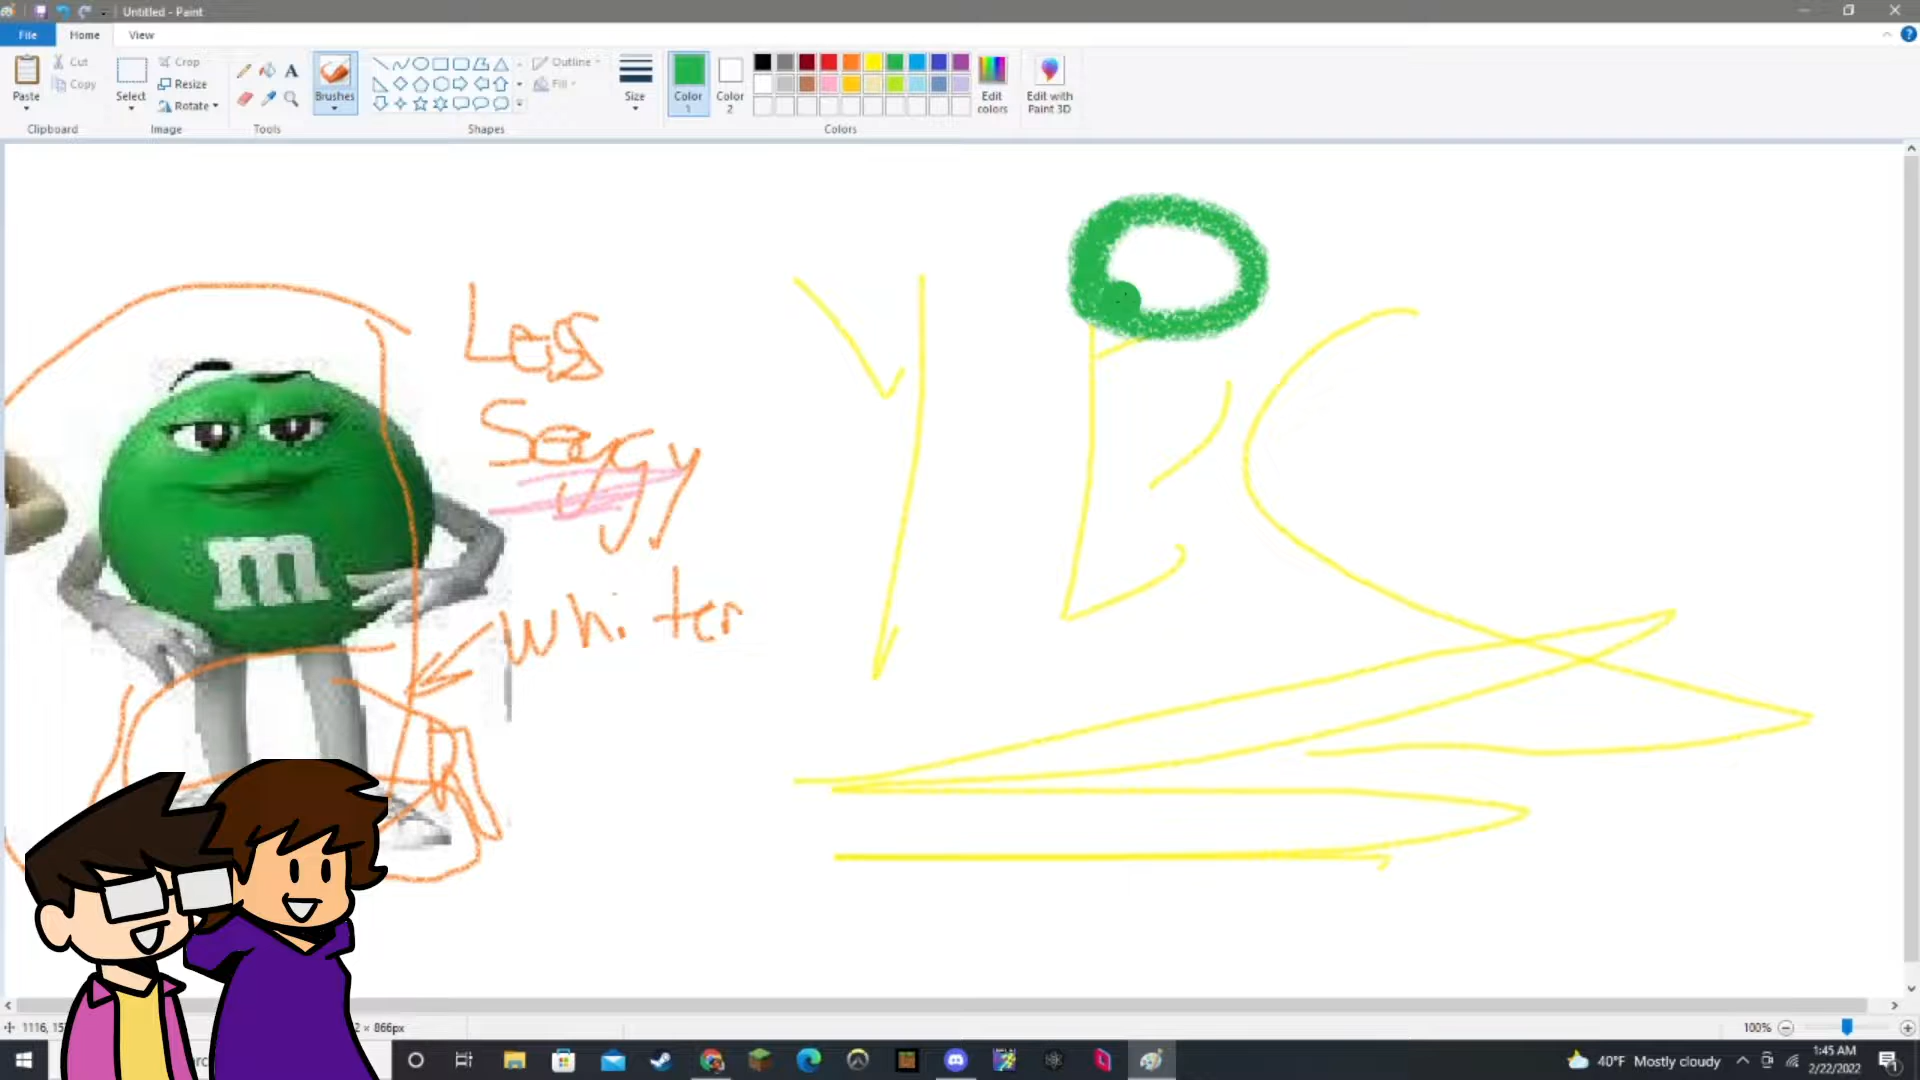 Untitled - Paint
File Home View
Cut
Copy
Paste
Clipboard
Crop
Resize
Rotate
Select
Image
Tools
Brushes
Shapes
Outline
Fill
Size
Color 1
Color 2
Edit colors
Edit with Paint 3D
Colors
m
Whiter
100%
866px
40°F Mostly cloudy
1:45 AM
2/22/2022